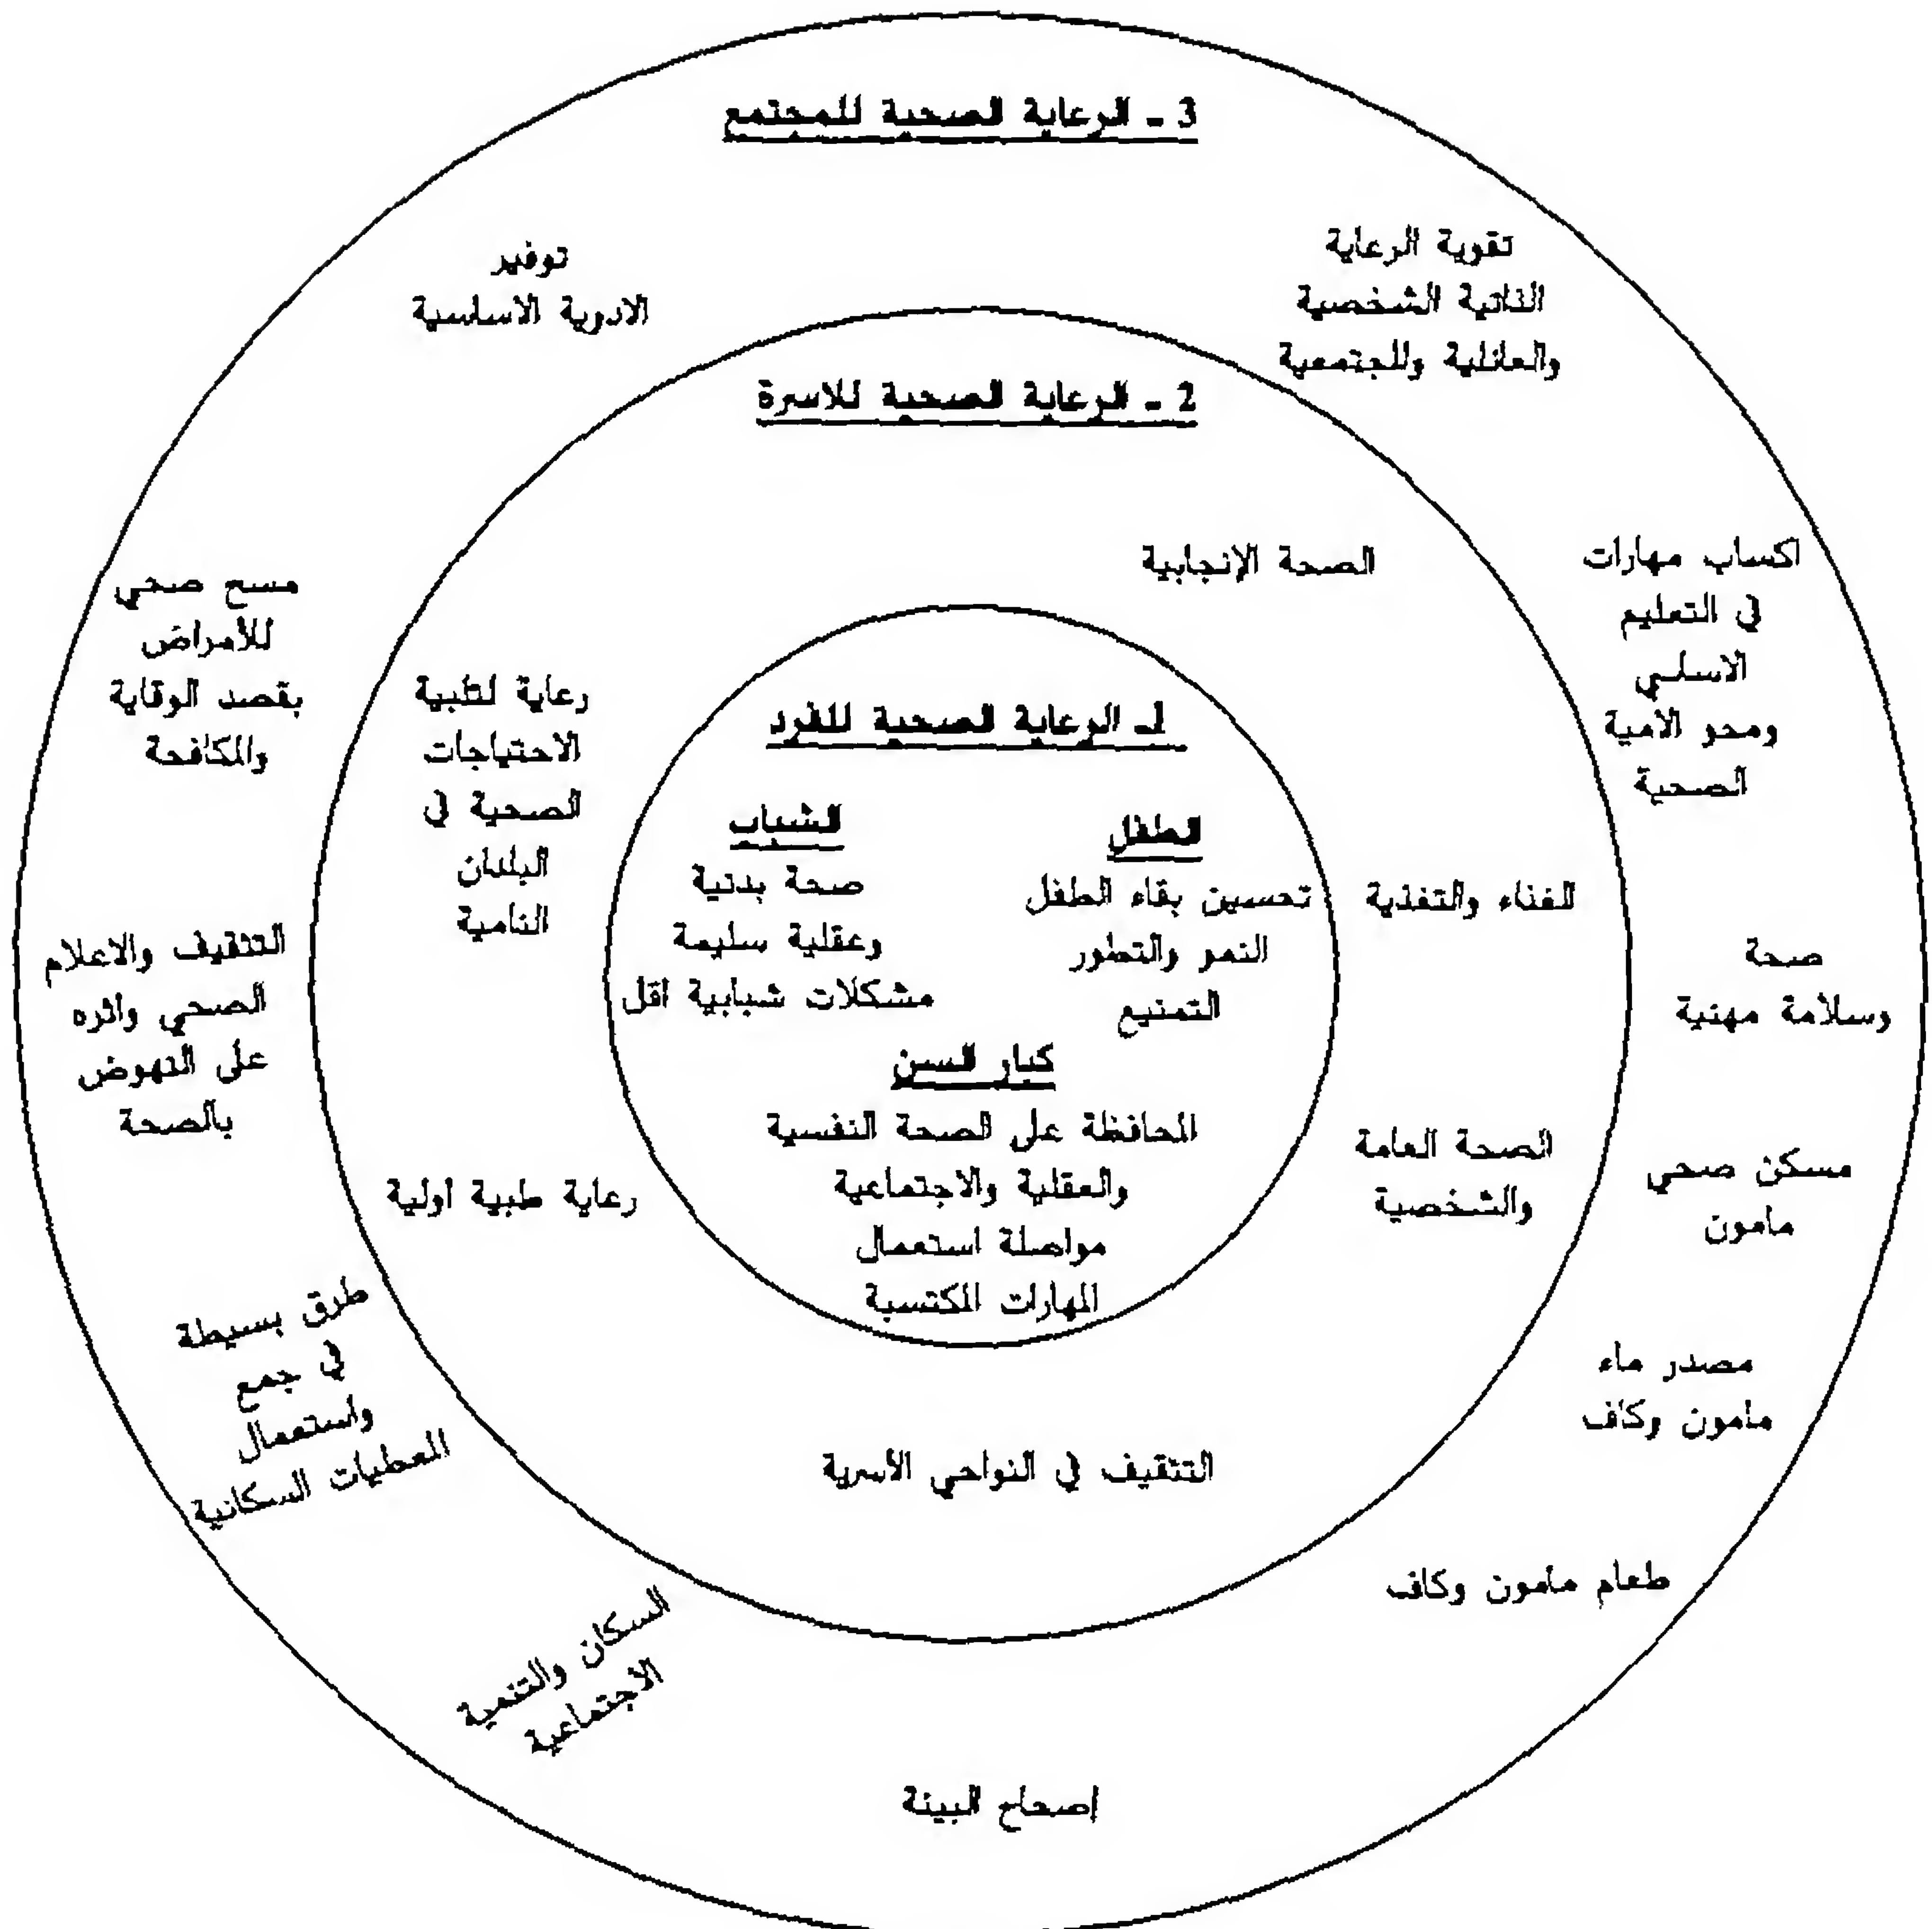 3 ـ الرعاية الصحية للمجتمع
تقوية الرعاية
الذاتية الشخصية
والعائلية والمجتمعية
توفير
الادوية الاساسية
اكساب مهارات
في التعليم
الاساسي
ومحو الامية
الصحية
صحة
وسلامة مهنية
مسكن صحي
مامون
مصدر ماء
مامون وكاف
طعام مامون وكاف
إصحاح البيئة
السكان والتنمية
الاجتماعية
طرق بسيطة
في جمع
واستعمال
المعطيات السكانية
التثقيف والاعلام
الصحي واثره
على النهوض
بالصحة
مسح صحي
للأمراض
بقصد الوقاية
والمكافحة
2 ـ الرعاية الصحية للاسرة
الصحة الإنجابية
الغذاء والتغذية
الصحة العامة
والشخصية
التثقيف في النواحي الأسرية
رعاية طبية اولية
رعاية لتلبية
الاحتياجات
الصحية في
البلدان
النامية
1ـ الرعاية الصحية للفرد
الطفل
تحسين بقاء الطفل
النمو والتطور
التمنيع
الشباب
صحة بدنية
وعقلية سليمة
مشكلات شبابية اقل
كبار السن
المحافظة على الصحة النفسية
والعقلية والاجتماعية
مواصلة استعمال
المهارات المكتسبة